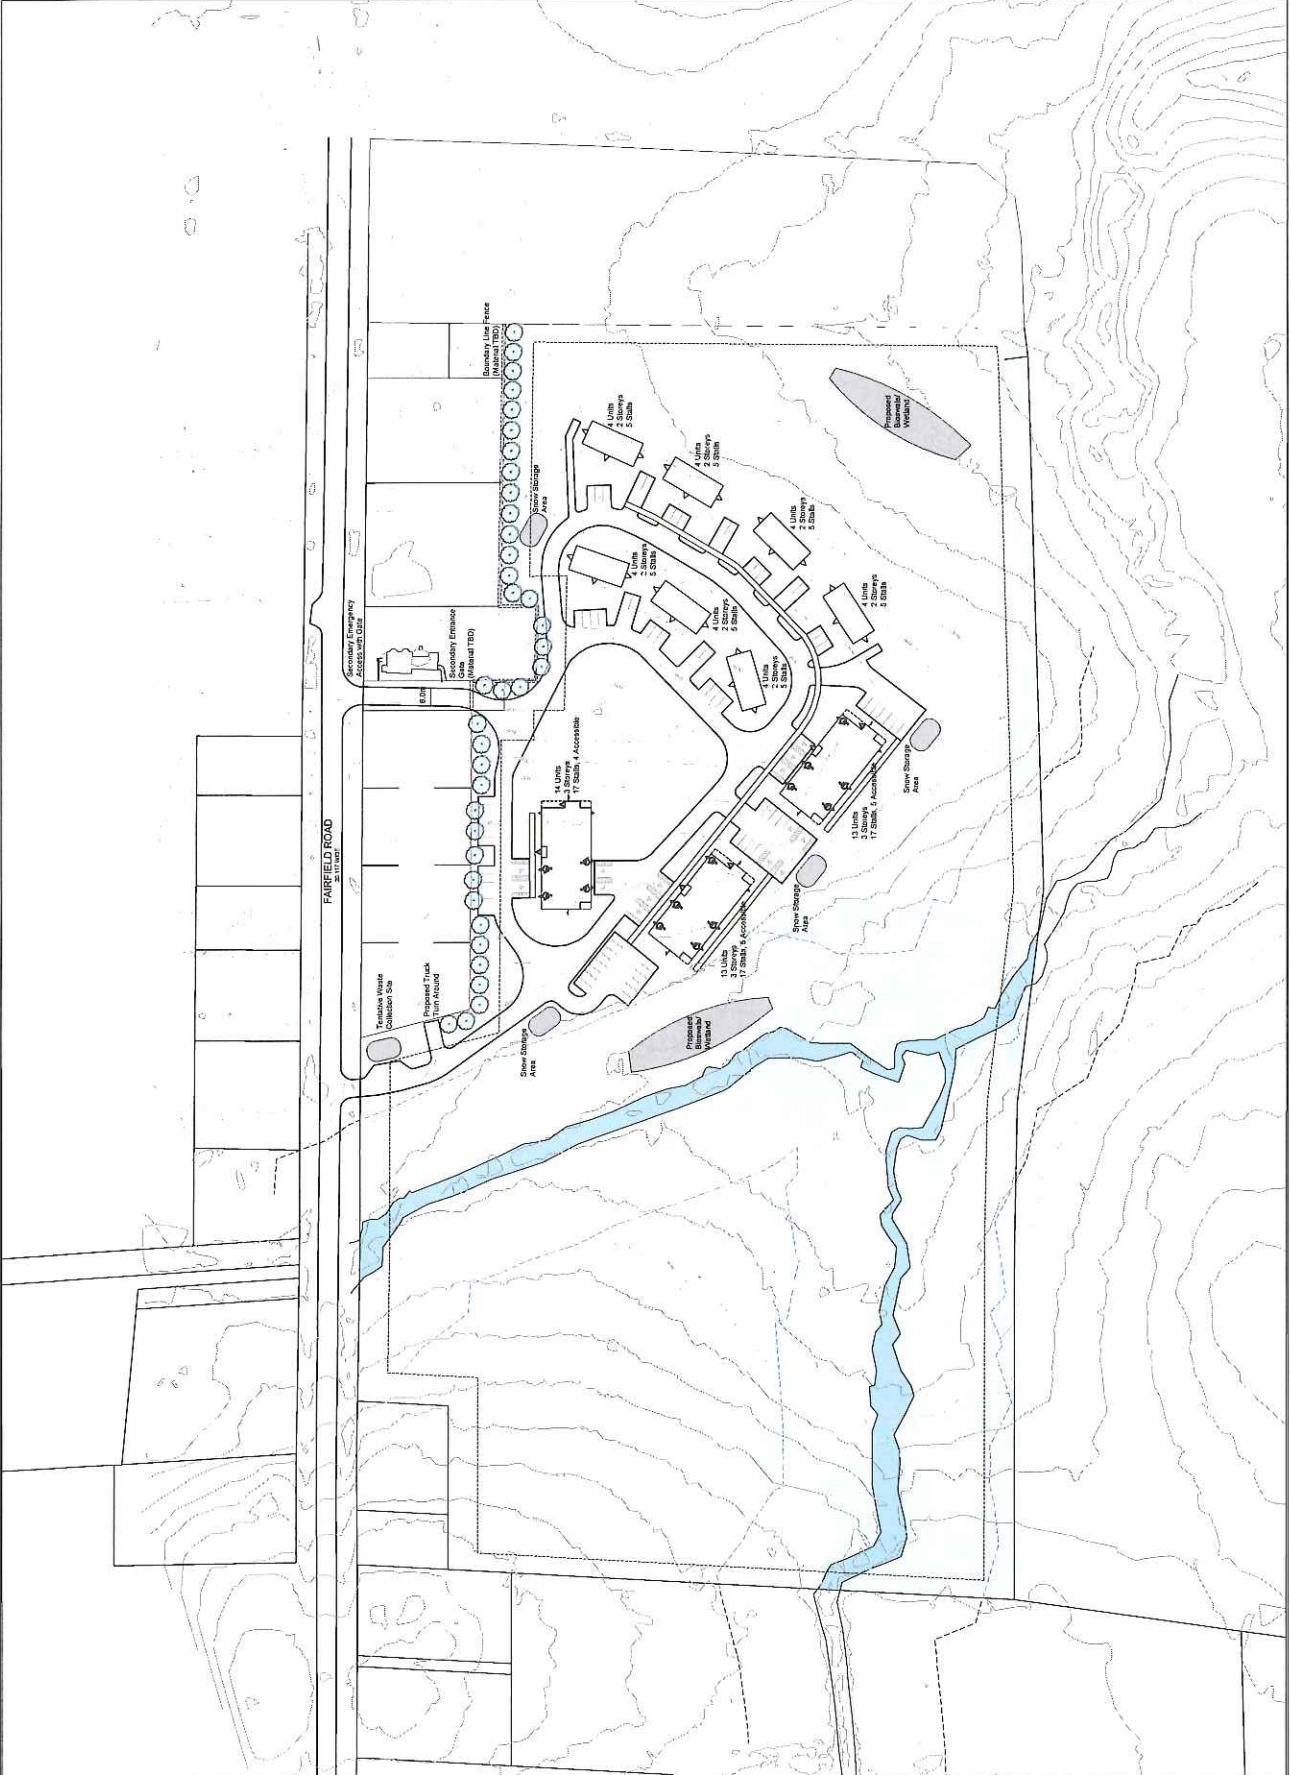 Boundary Line Fence
(Material TBD)
4 Units
2 Storeys
5 Stalls
Proposed
Bioswale/
Wetland
4 Units
2 Storeys
5 Stalls
Snow Storage
Area
4 Units
2 Storeys
5 Stalls
4 Units
2 Storeys
5 Stalls
4 Units
2 Storeys
5 Stalls
4 Units
2 Storeys
5 Stalls
4 Units
2 Storeys
5 Stalls
Secondary Emergency
Access with Gate
Secondary Entrance
Gate
(Material TBD)
6.0m
14 Units
3 Storeys
17 Stalls, 4 Accessible
Snow Storage
Area
13 Units
3 Storeys
17 Stalls, 5 Accessible
FAIRFIELD ROAD
Snow Storage
Area
13 Units
3 Storeys
17 Stalls, 5 Accessible
Tentative Waste
Collection Site
Proposed Truck
Turn Around
Snow Storage
Area
Proposed
Bioswale/
Wetland